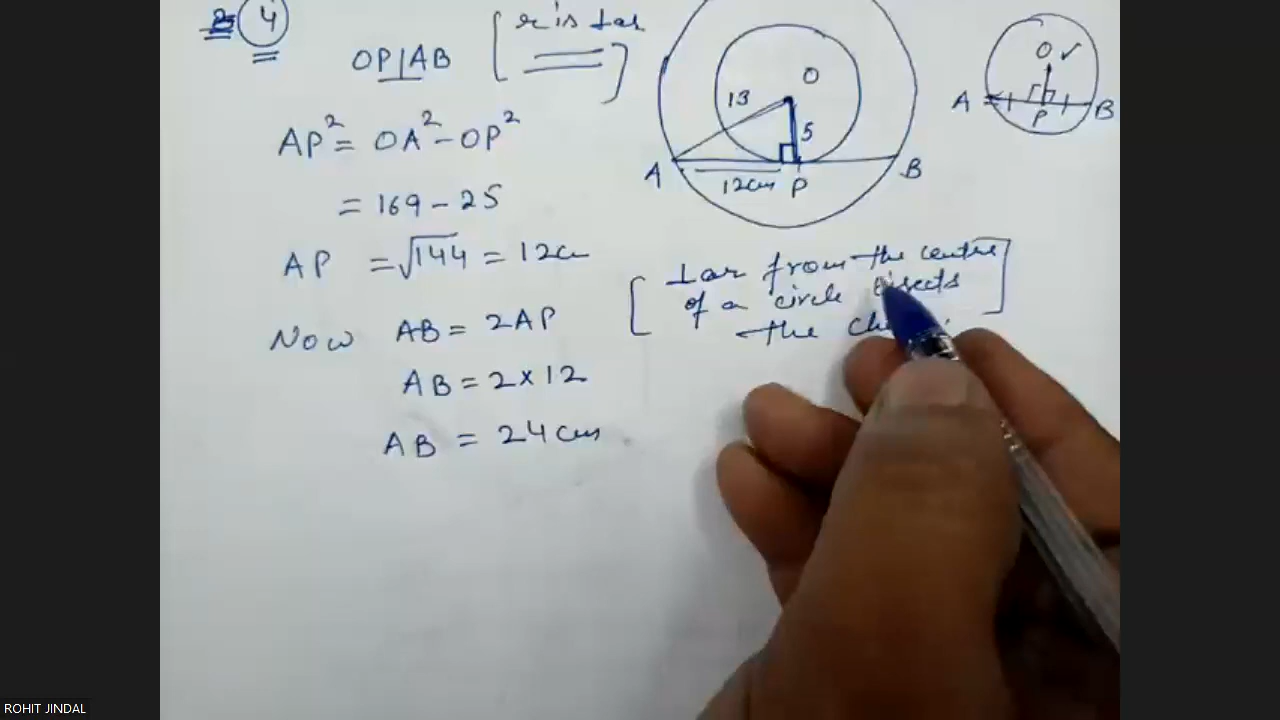 4
OP⊥AB [r is ⊥ar]
AP² = OA² - OP²
= 169 - 25
AP = √144 = 12cm
Now AB = 2AP
AB = 2 × 12
AB = 24 cm
O
13
5
A
12cm
P
B
O ✓
A
P
B
[⊥ar from the centre
of a circle bisects
the
ROHIT JINDAL